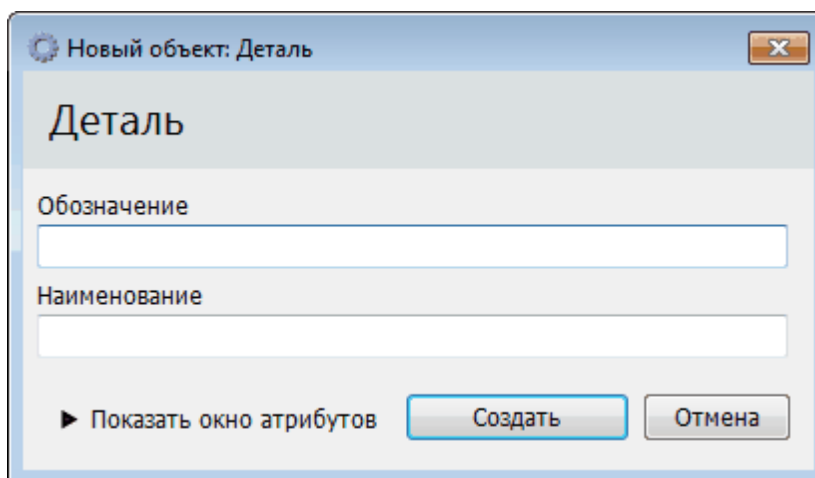 Новый объект: Деталь
Деталь
Обозначение
Наименование
Показать окно атрибутов Создать Отмена